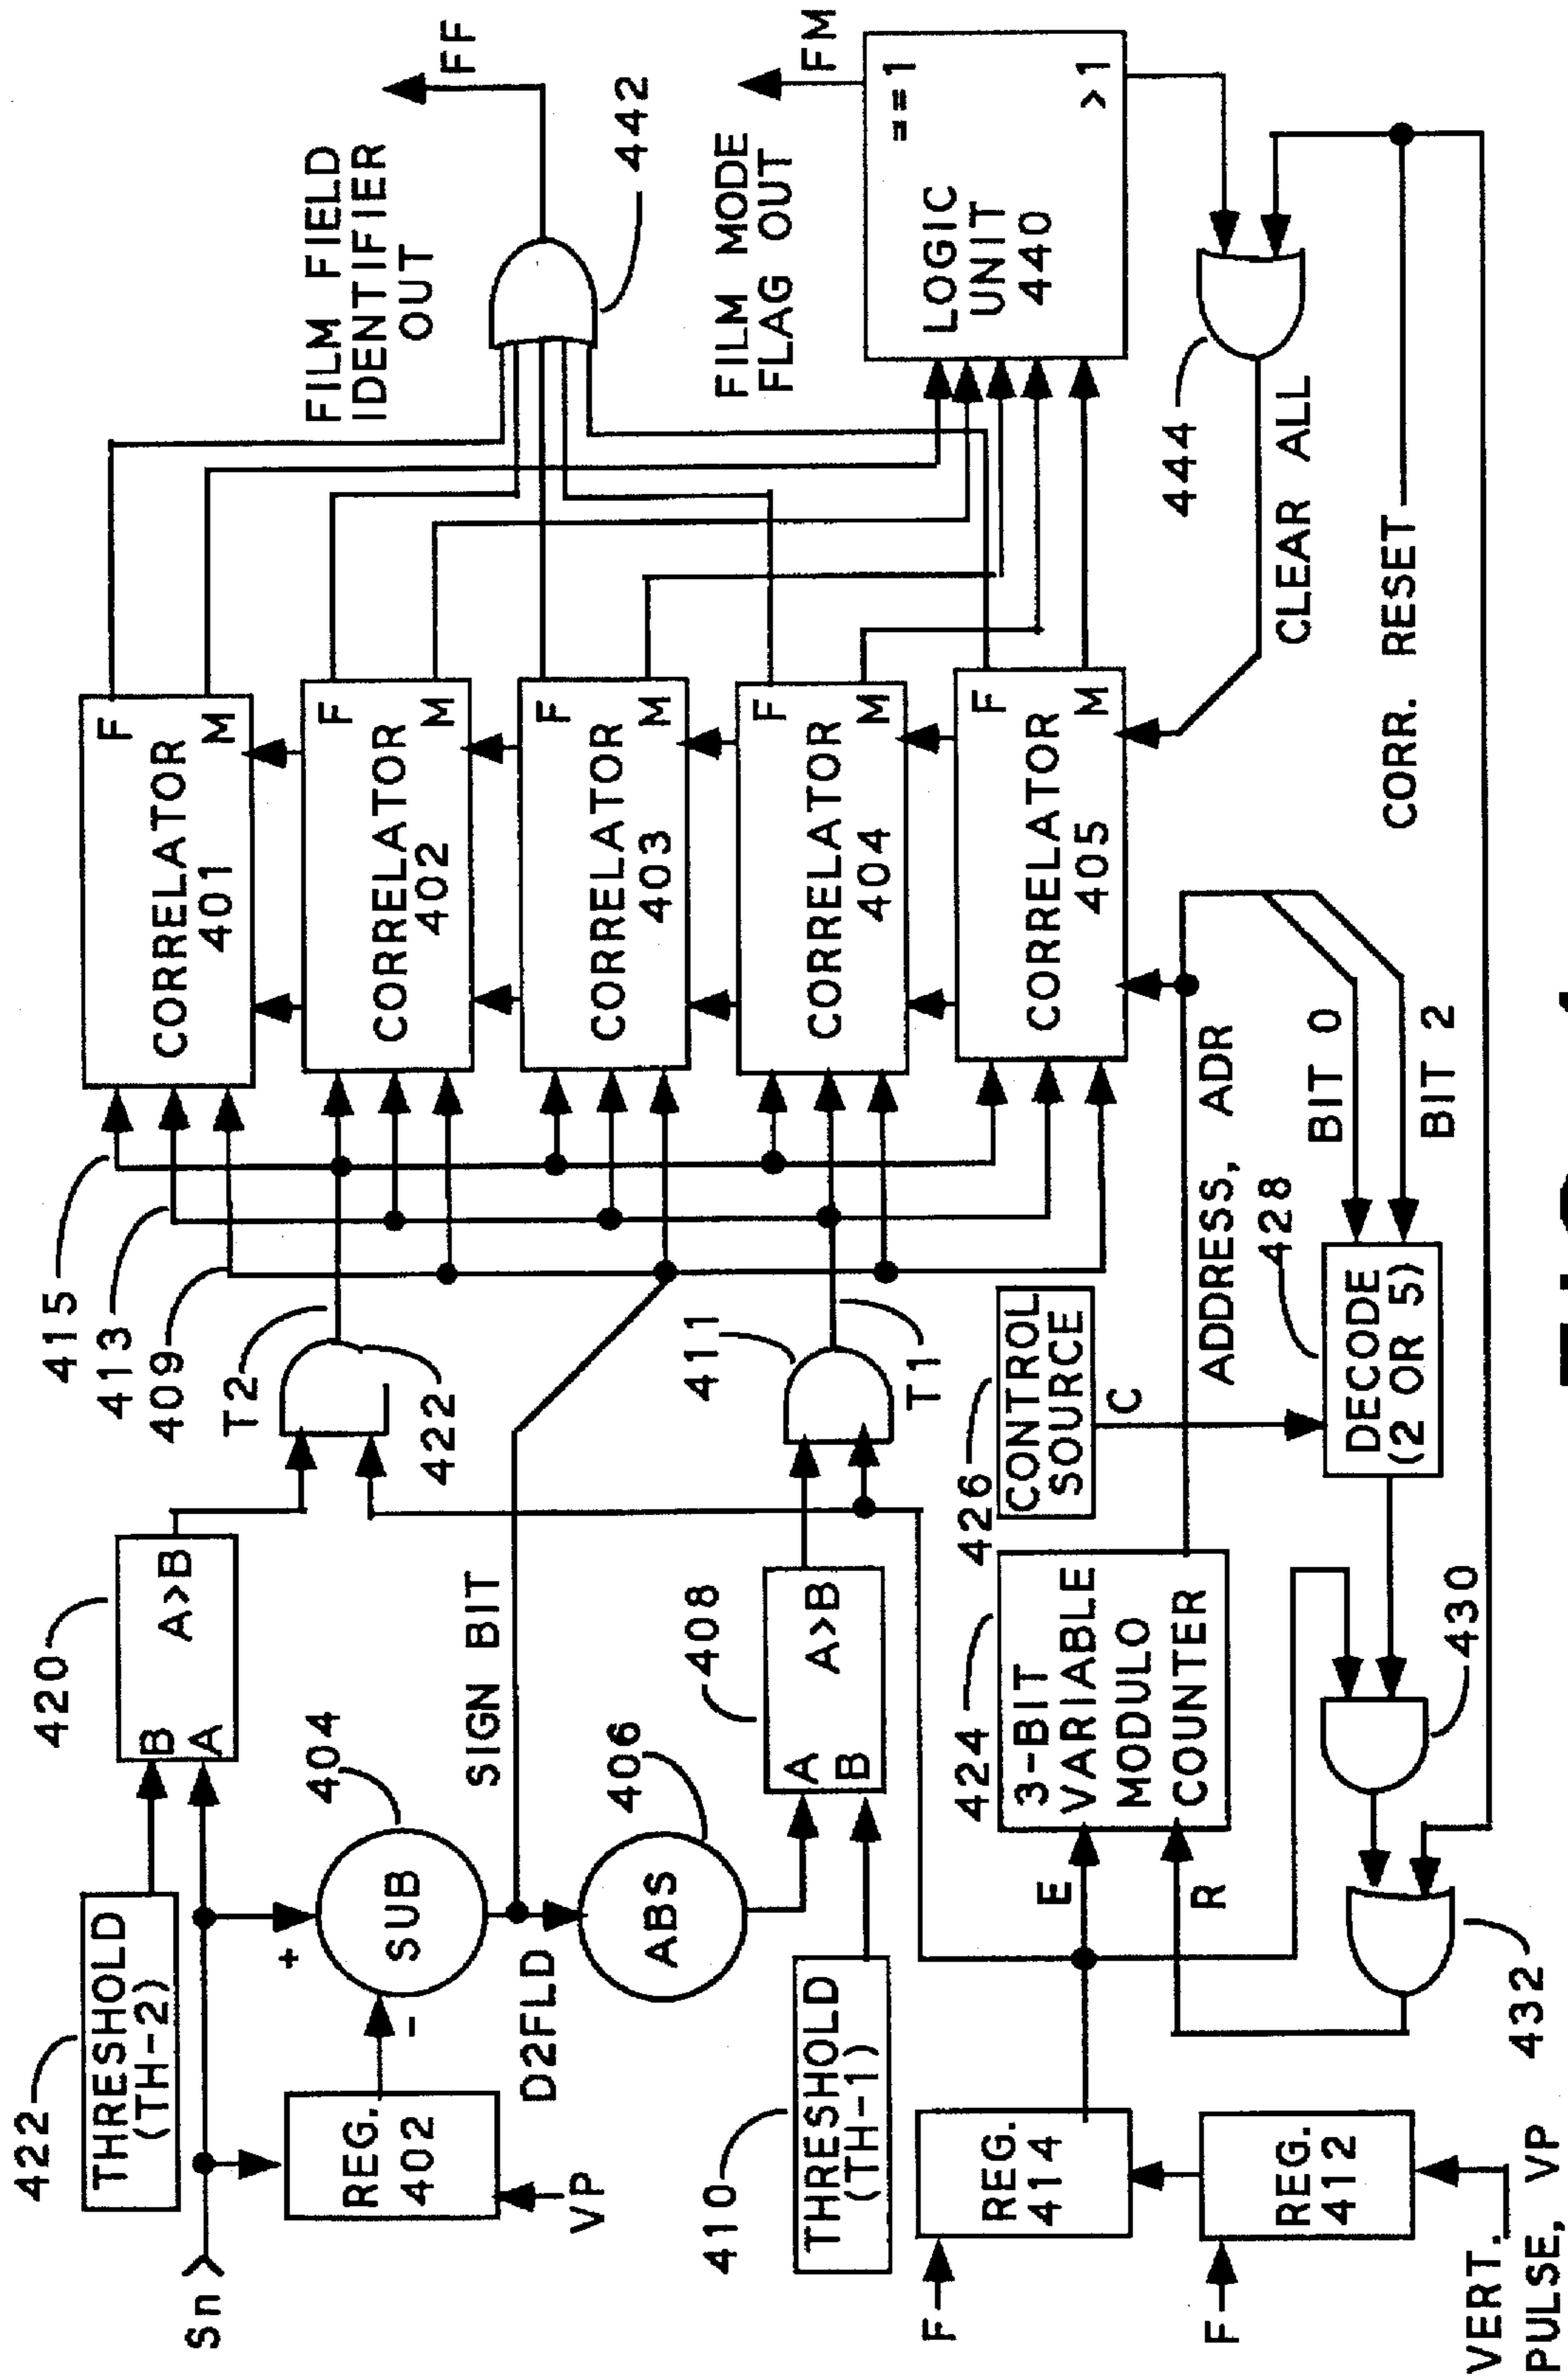 Sn
422
THRESHOLD
(TH-2)
REG.
402
VP
+
-
SUB
404
D2FLD
ABS
406
SIGN BIT
420
B
A
A>B
410
THRESHOLD
(TH-1)
408
A
B
A>B
T2
422
411
T1
415
413
409
CORRELATOR
401
F
M
CORRELATOR
402
F
M
CORRELATOR
403
F
M
CORRELATOR
404
F
M
CORRELATOR
405
F
M
FILM FIELD
IDENTIFIER
OUT
FF
442
FILM MODE
FLAG OUT
FM
LOGIC
UNIT
440
==1
>1
444
CLEAR ALL
CORR. RESET
F
REG.
414
F
REG.
412
VERT.
PULSE, VP
E
R
424
3-BIT
VARIABLE
MODULO
COUNTER
426
CONTROL
SOURCE
C
ADDRESS, ADR
428
DECODE
(2 OR 5)
BIT 0
BIT 2
430
432